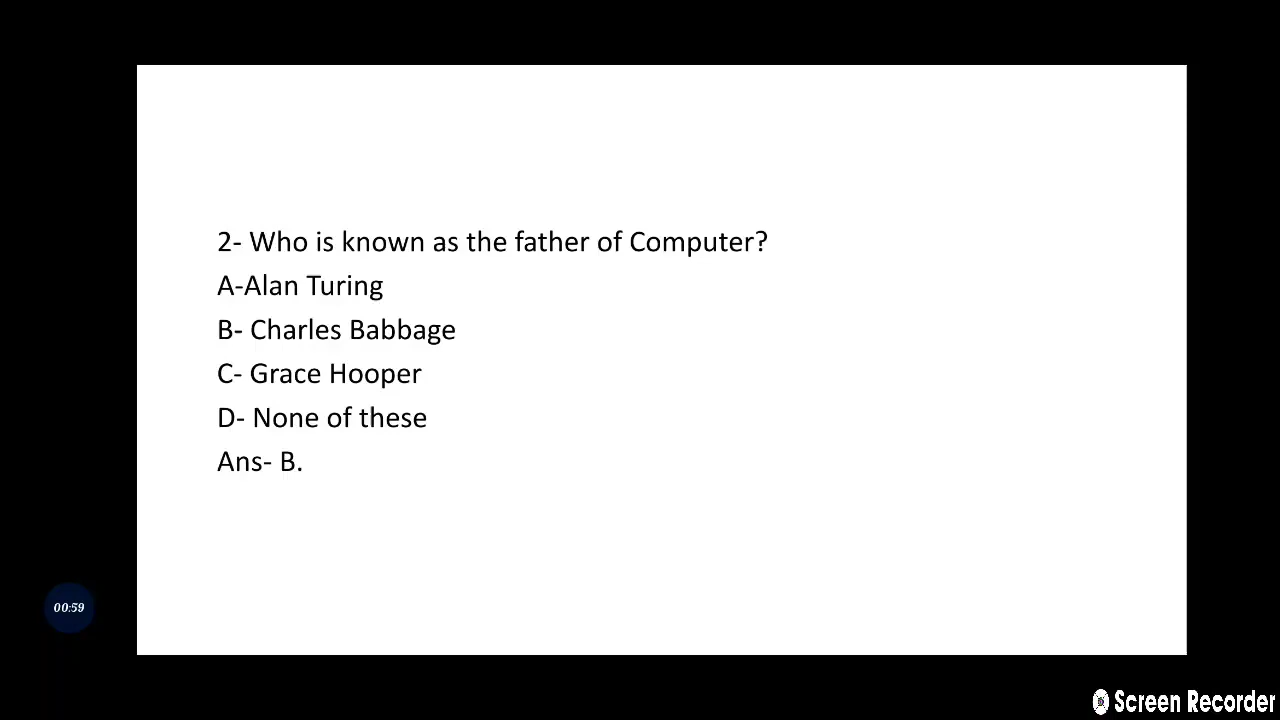 2- Who is known as the father of Computer?
A-Alan Turing
B- Charles Babbage
C- Grace Hooper
D- None of these
Ans- B.
00:59
Screen Recorder